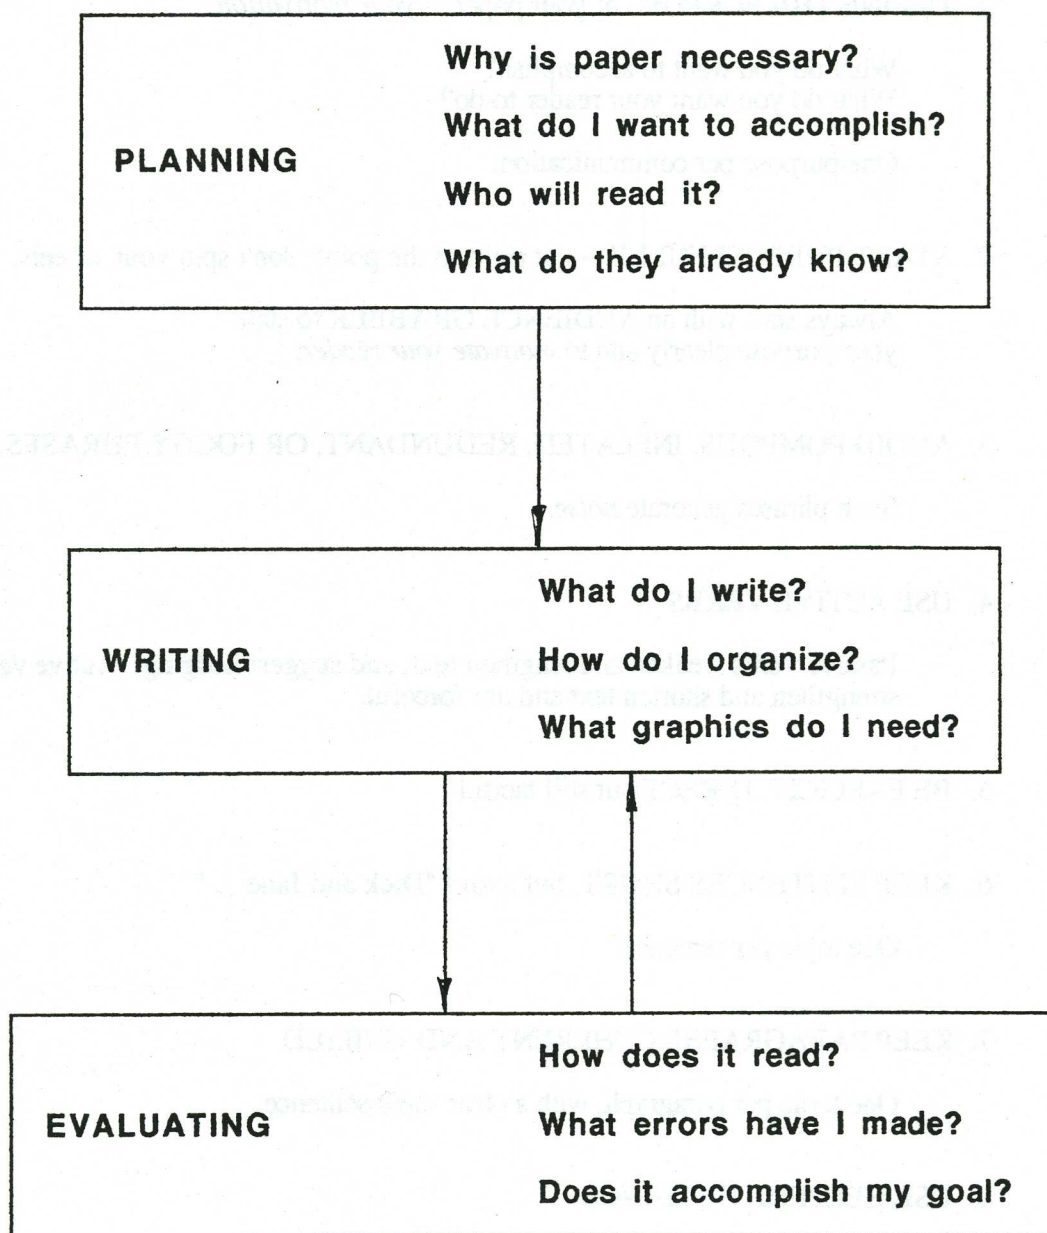 Why is paper necessary?
What do I want to accomplish?
PLANNING
Who will read it?
What do they already know?
What do I write?
WRITING
How do I organize?
What graphics do I need?
How does it read?
EVALUATING
What errors have I made?
Does it accomplish my goal?